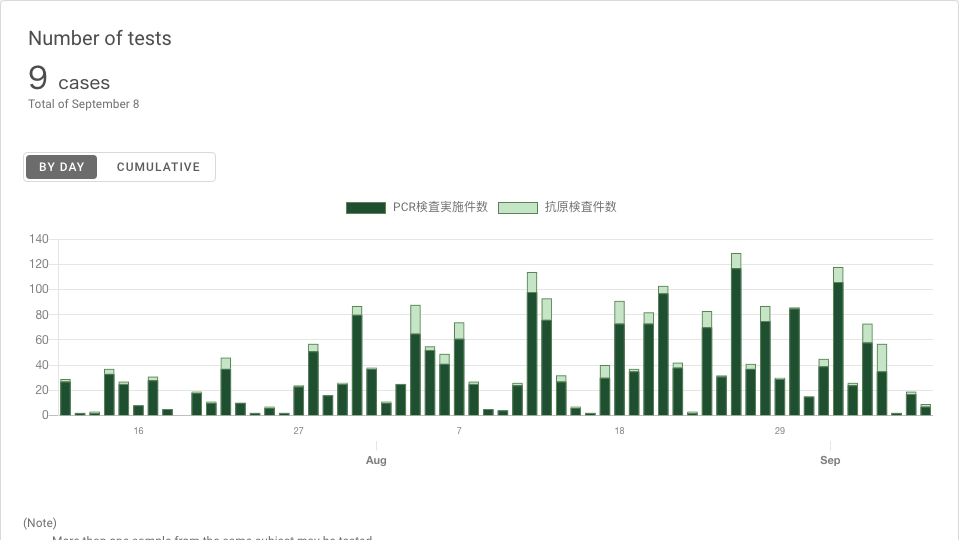 Number of tests
9 cases
Total of September 8
BY DAY CUMULATIVE
PCR検査実施件数 抗原検査件数
140
120
100
80
60
40
20
0
16 27 7 18 29
Aug Sep
(Note)
More than one sample from the same subject may be tested